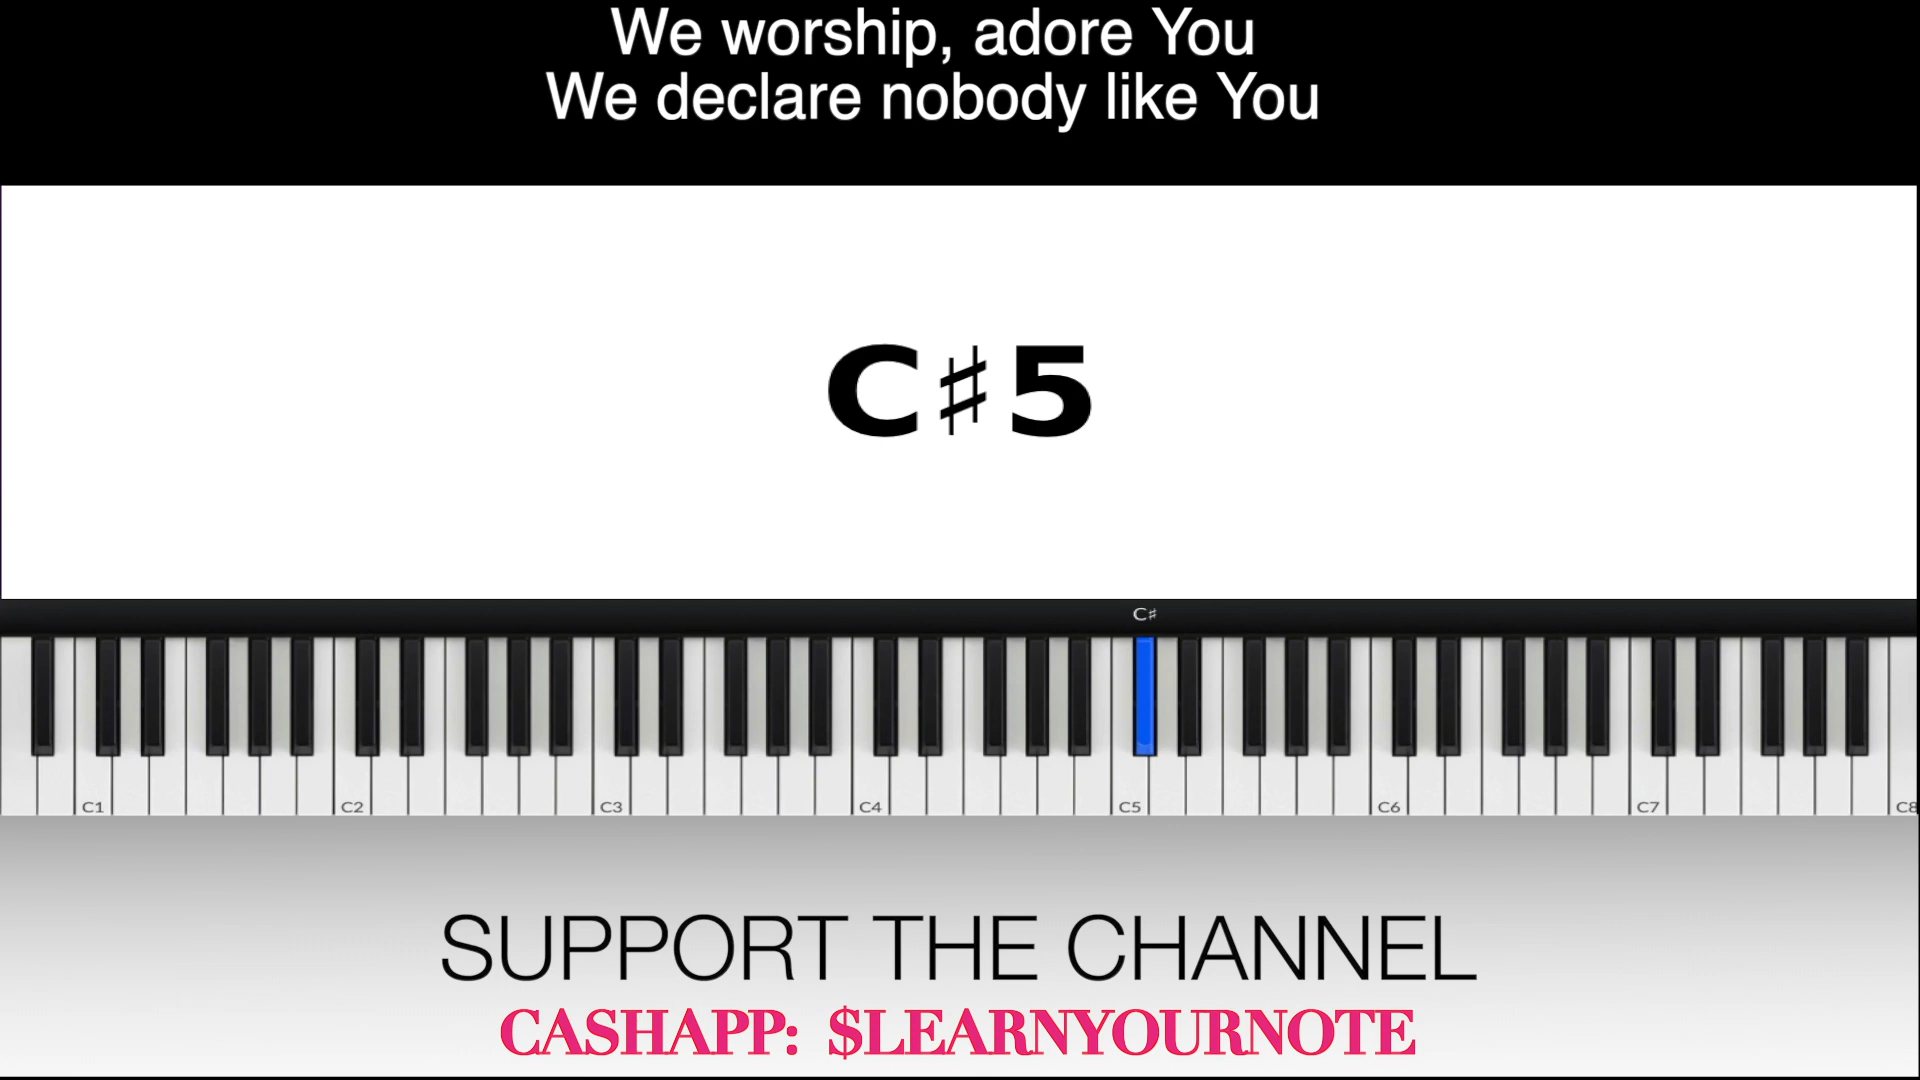 We worship, adore You
We declare nobody like You
C♯5
C♯
C1 C2 C3 C4 C5 C6 C7 C8
SUPPORT THE CHANNEL
CASHAPP: $LEARNYOURNOTE